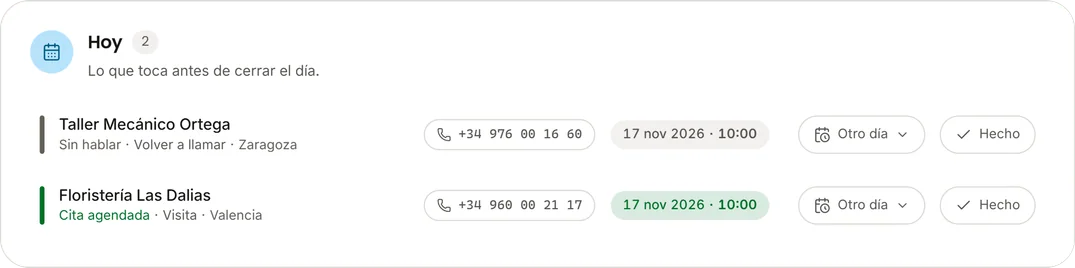 Hoy 2
Lo que toca antes de cerrar el día.
Taller Mecánico Ortega
Sin hablar · Volver a llamar · Zaragoza
+34 976 00 16 60
17 nov 2026 · 10:00
Otro día
Hecho
Floristería Las Dalias
Cita agendada · Visita · Valencia
+34 960 00 21 17
17 nov 2026 · 10:00
Otro día
Hecho